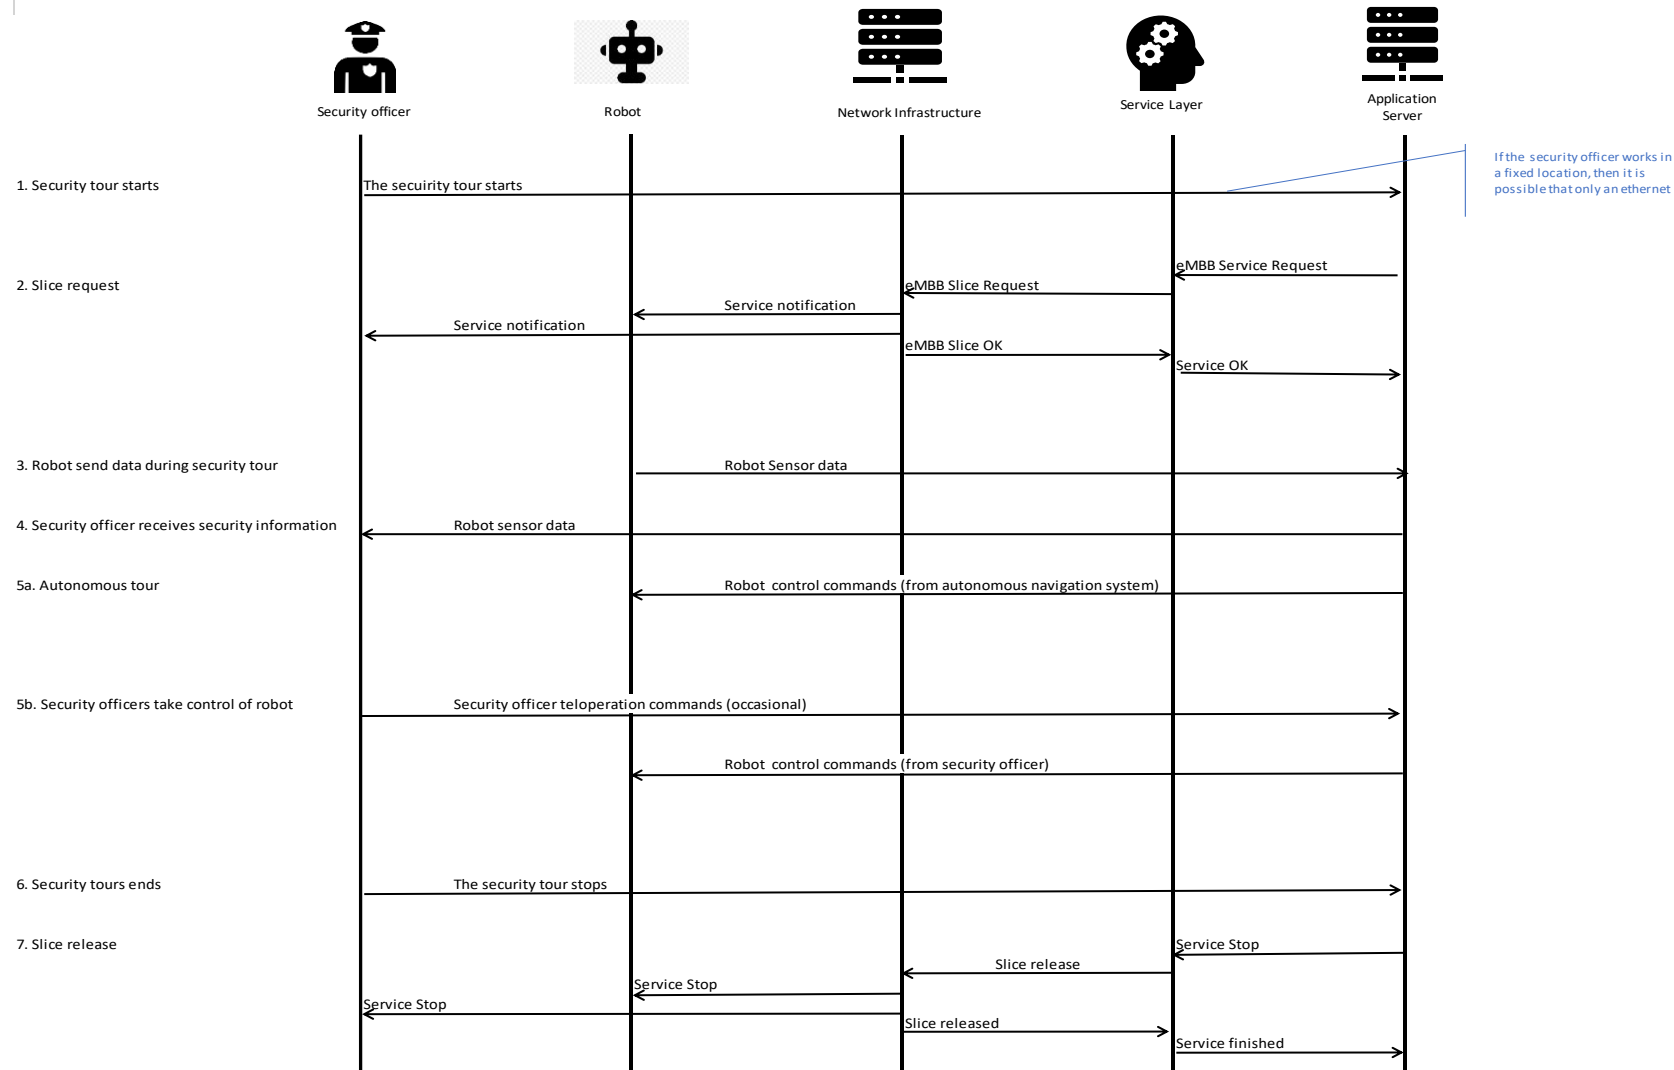 Security officer
Robot
Network Infrastructure
Service Layer
Application
Server
If the security officer works in
a fixed location, then it is
possible that only an ethernet
1. Security tour starts
The secuirity tour starts
eMBB Service Request
2. Slice request
eMBB Slice Request
Service notification
Service notification
eMBB Slice OK
Service OK
3. Robot send data during security tour
Robot Sensor data
4. Security officer receives security information
Robot sensor data
5a. Autonomous tour
Robot control commands (from autonomous navigation system)
5b. Security officers take control of robot
Security officer teloperation commands (occasional)
Robot control commands (from security officer)
6. Security tours ends
The security tour stops
7. Slice release
Service Stop
Slice release
Service Stop
Service Stop
Slice released
Service finished